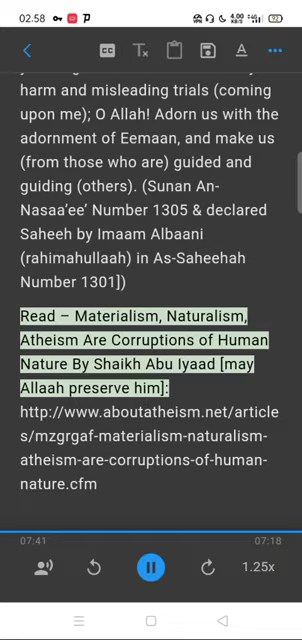 02.58
4.00
KB/S
harm and misleading trials (coming
upon me); O Allah! Adorn us with the
adornment of Eemaan, and make us
(from those who are) guided and
guiding (others). (Sunan An-
Nasaa'ee' Number 1305 & declared
Saheeh by Imaam Albaani
(rahimahullaah) in As-Saheehah
Number 1301])
Read – Materialism, Naturalism,
Atheism Are Corruptions of Human
Nature By Shaikh Abu Iyaad [may
Allaah preserve him]:
http://www.aboutatheism.net/article
s/mzgrgaf-materialism-naturalism-
atheism-are-corruptions-of-human-
nature.cfm
07:41
07:18
1.25x